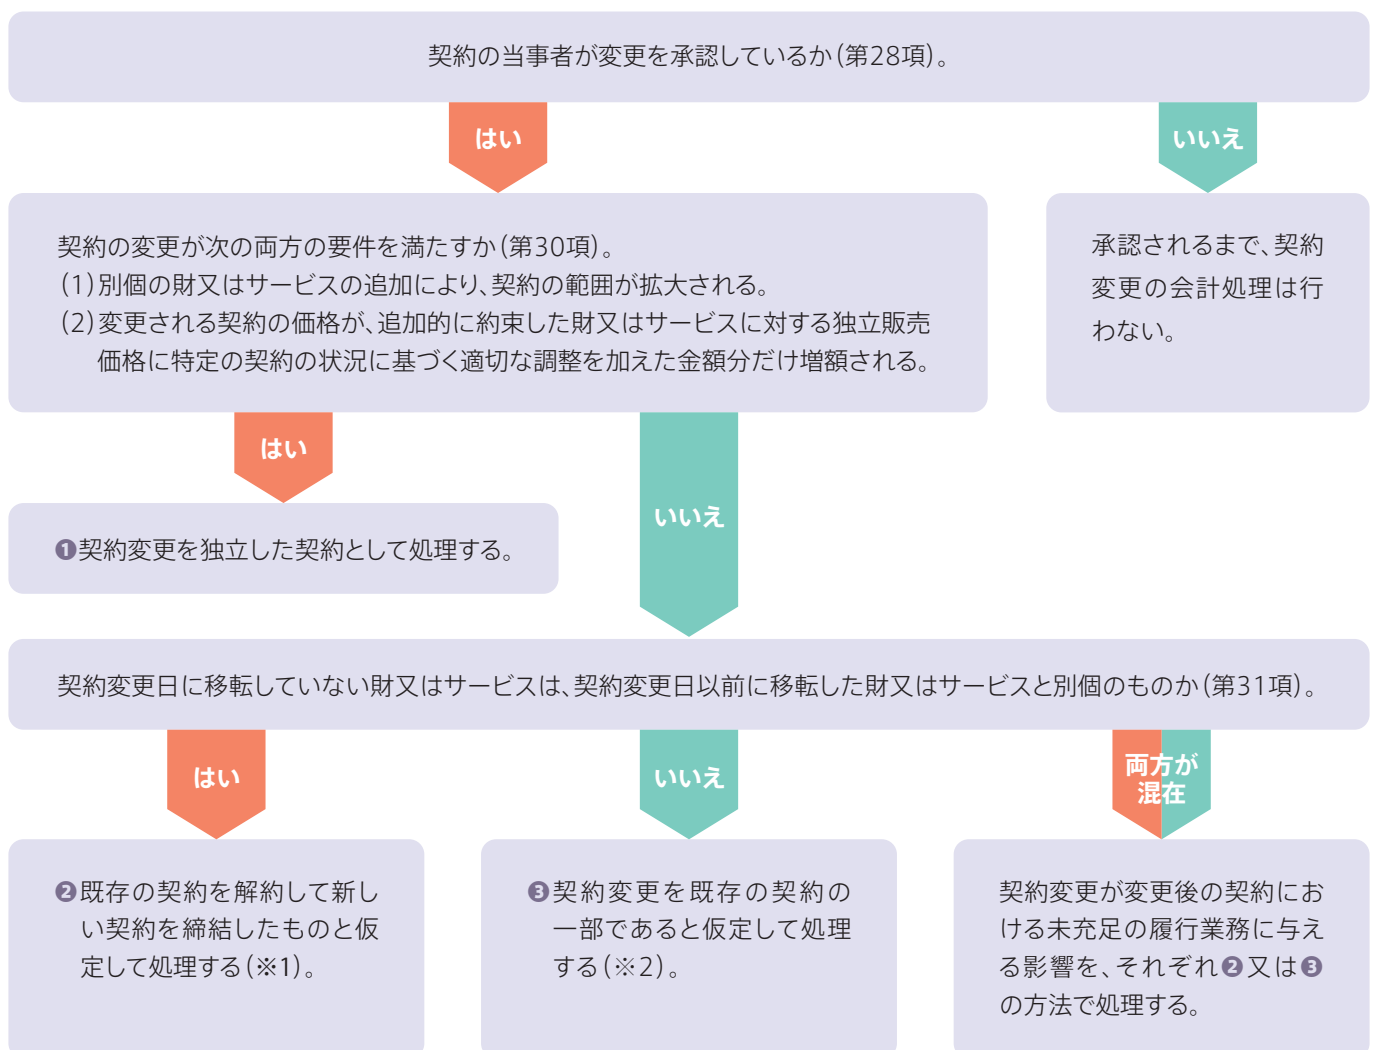 契約の当事者が変更を承認しているか(第28項)。
はい
いいえ
契約の変更が次の両方の要件を満たすか(第30項)。
(1)別個の財又はサービスの追加により、契約の範囲が拡大される。
(2)変更される契約の価格が、追加的に約束した財又はサービスに対する独立販売
価格に特定の契約の状況に基づく適切な調整を加えた金額分だけ増額される。
承認されるまで、契約
変更の会計処理は行
わない。
はい
いいえ
❶契約変更を独立した契約として処理する。
契約変更日に移転していない財又はサービスは、契約変更日以前に移転した財又はサービスと別個のものか(第31項)。
はい
いいえ
両方が
混在
❷既存の契約を解約して新し
い契約を締結したものと仮
定して処理する(※1)。
❸契約変更を既存の契約の
一部であると仮定して処理
する(※2)。
契約変更が変更後の契約にお
ける未充足の履行業務に与え
る影響を、それぞれ❷又は❸
の方法で処理する。